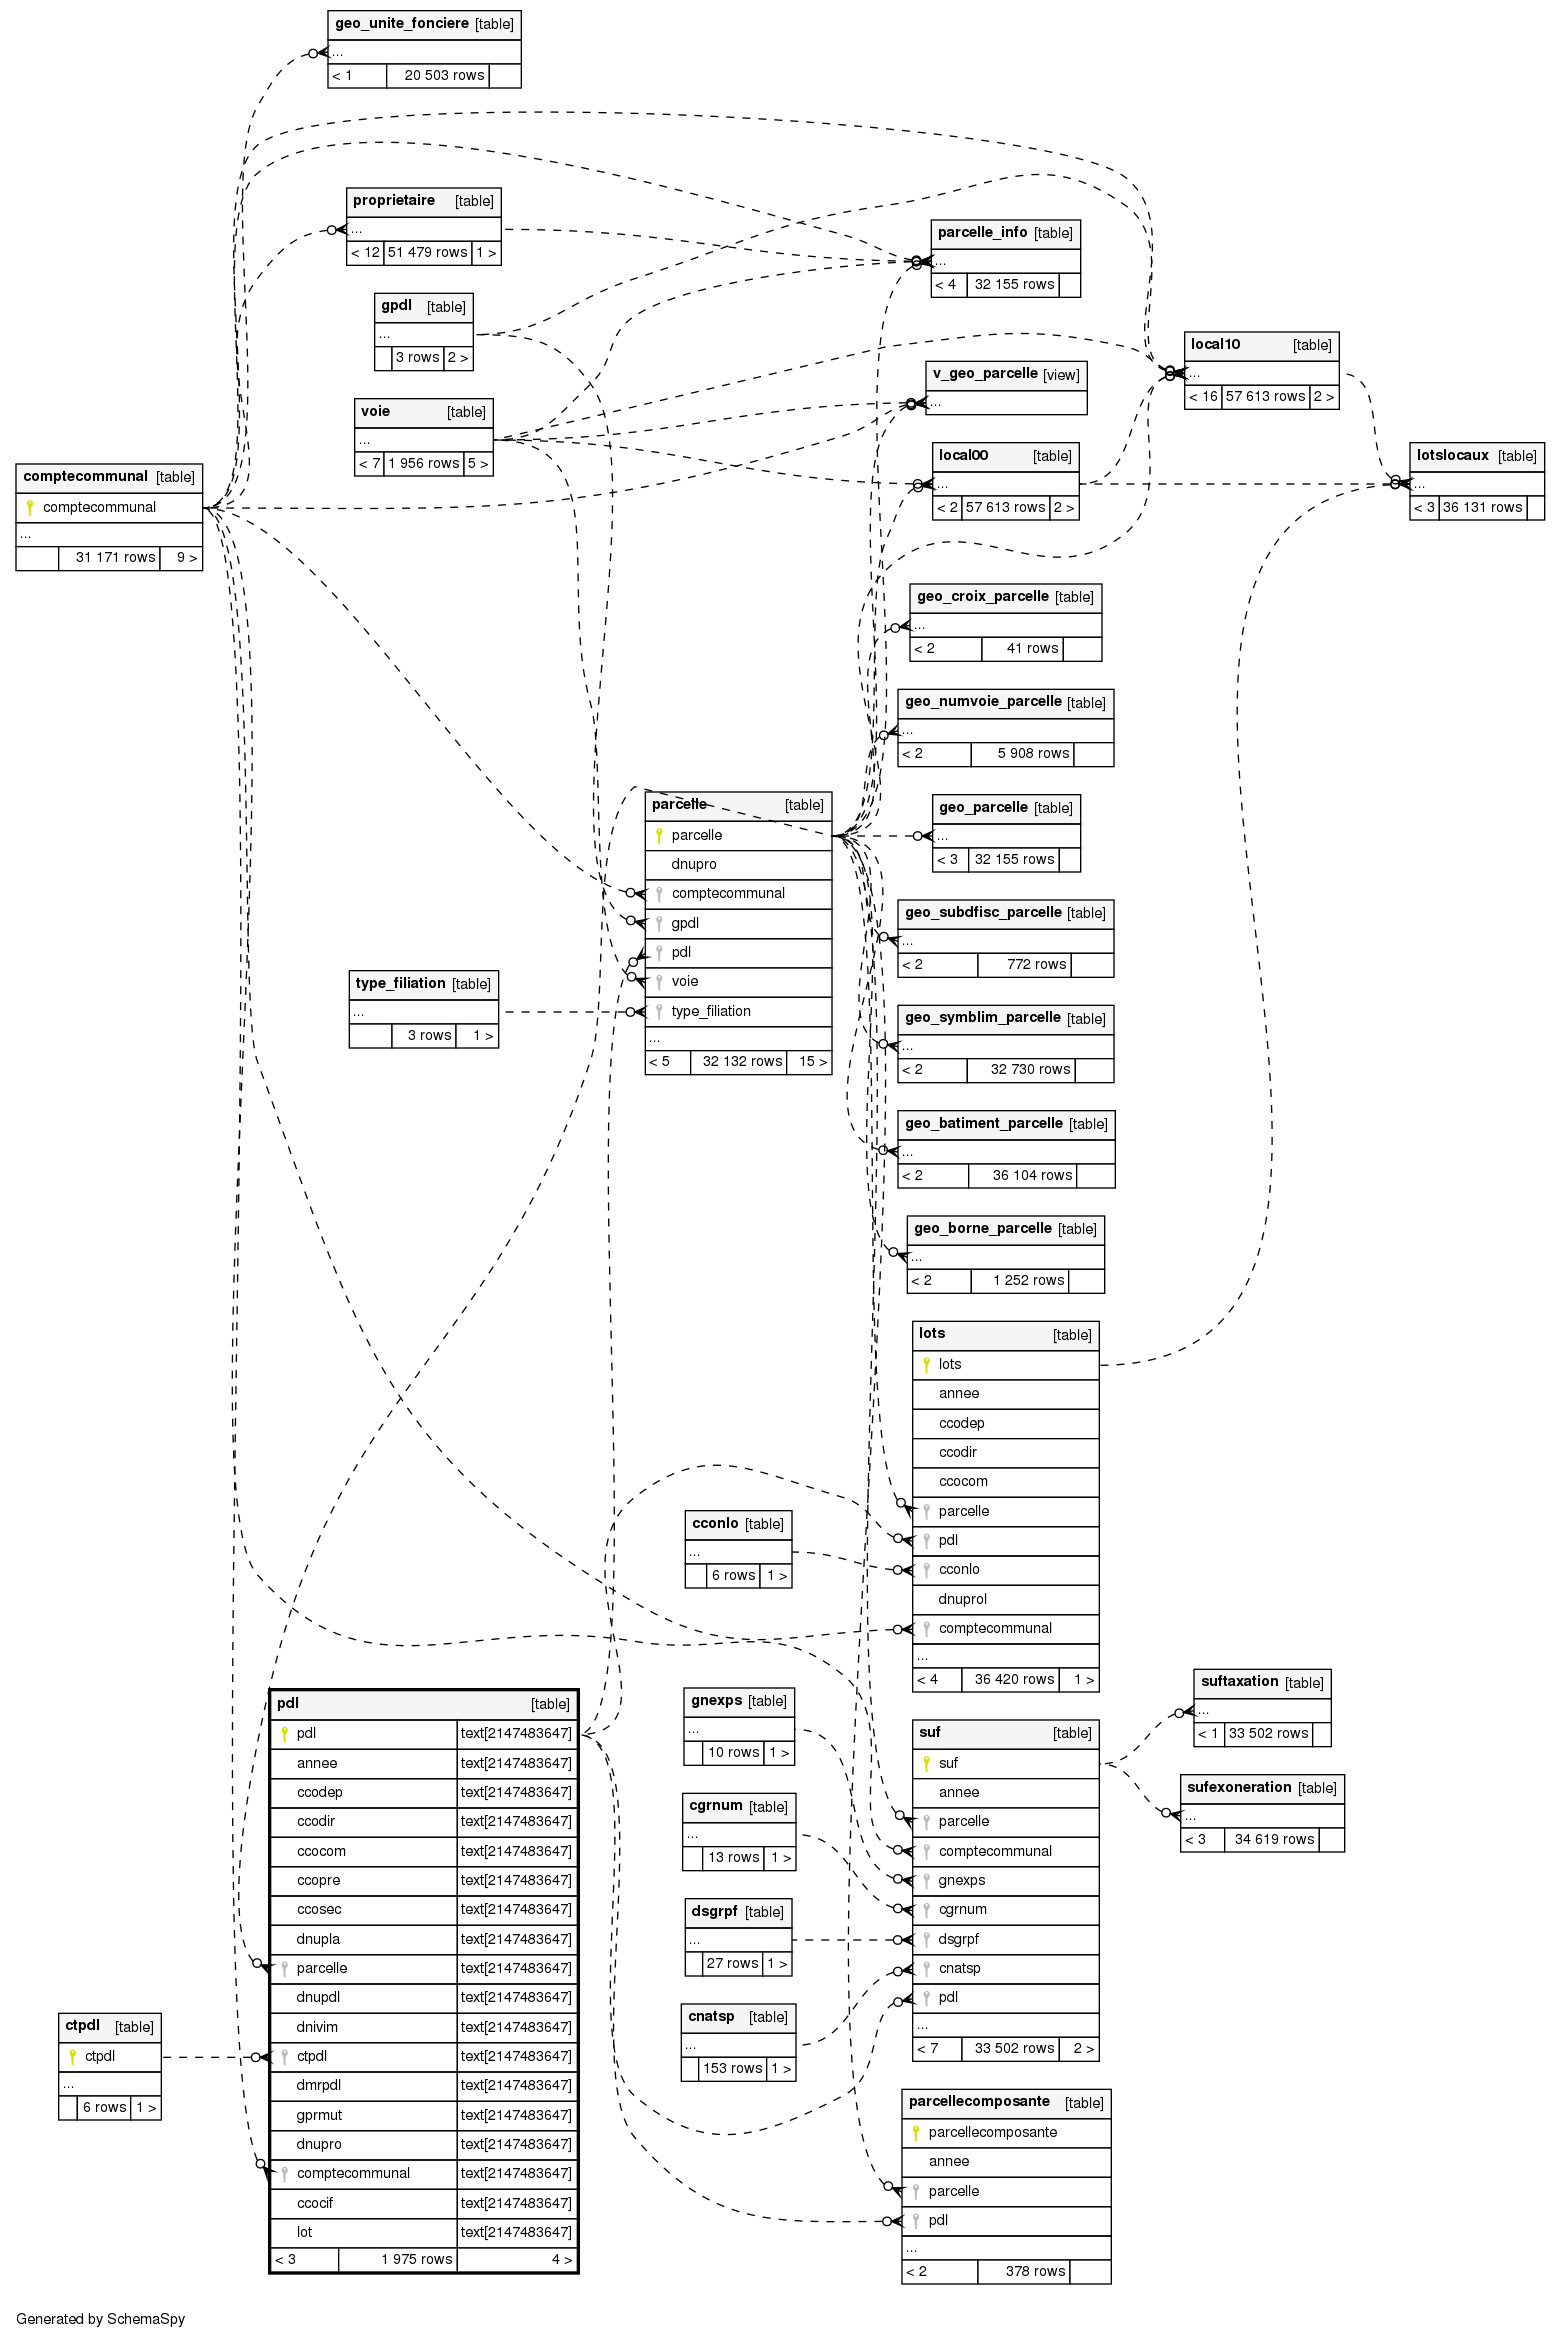 geo_unite_fonciere [table]
...
< 1 20 503 rows
proprietaire [table]
...
< 12 51 479 rows 1 >
gpdl [table]
...
3 rows 2 >
voie [table]
...
< 7 1 956 rows 5 >
comptecommunal [table]
comptecommunal
...
31 171 rows 9 >
parcelle_info [table]
...
< 4 32 155 rows
v_geo_parcelle [view]
...
local00 [table]
...
< 2 57 613 rows 2 >
local10 [table]
...
< 16 57 613 rows 2 >
lotslocaux [table]
...
< 3 36 131 rows
geo_croix_parcelle [table]
...
< 2 41 rows
geo_numvoie_parcelle [table]
...
< 2 5 908 rows
parcelle [table]
parcelle
dnupro
comptecommunal
gpdl
pdl
voie
type_filiation
...
< 5 32 132 rows 15 >
geo_parcelle [table]
...
< 3 32 155 rows
geo_subdfisc_parcelle [table]
...
< 2 772 rows
type_filiation [table]
...
3 rows 1 >
geo_symblim_parcelle [table]
...
< 2 32 730 rows
geo_batiment_parcelle [table]
...
< 2 36 104 rows
geo_borne_parcelle [table]
...
< 2 1 252 rows
lots [table]
lots
annee
ccodep
ccodir
ccocom
parcelle
pdl
cconlo
dnuprol
comptecommunal
...
< 4 36 420 rows 1 >
cconlo [table]
...
6 rows 1 >
gnexps [table]
...
10 rows 1 >
cgrnum [table]
...
13 rows 1 >
dsgrpf [table]
...
27 rows 1 >
cnatsp [table]
...
153 rows 1 >
suf [table]
suf
annee
parcelle
comptecommunal
gnexps
cgrnum
dsgrpf
cnatsp
pdl
...
< 7 33 502 rows 2 >
suftaxation [table]
...
< 1 33 502 rows
sufexoneration [table]
...
< 3 34 619 rows
pdl [table]
pdl text[2147483647]
annee text[2147483647]
ccodep text[2147483647]
ccodir text[2147483647]
ccocom text[2147483647]
ccopre text[2147483647]
ccosec text[2147483647]
dnupla text[2147483647]
parcelle text[2147483647]
dnupdl text[2147483647]
dnivim text[2147483647]
ctpdl text[2147483647]
dmrpdl text[2147483647]
gprmut text[2147483647]
dnupro text[2147483647]
comptecommunal text[2147483647]
ccocif text[2147483647]
lot text[2147483647]
< 3 1 975 rows 4 >
ctpdl [table]
ctpdl
...
6 rows 1 >
parcellecomposante [table]
parcellecomposante
annee
parcelle
pdl
...
< 2 378 rows
Generated by SchemaSpy